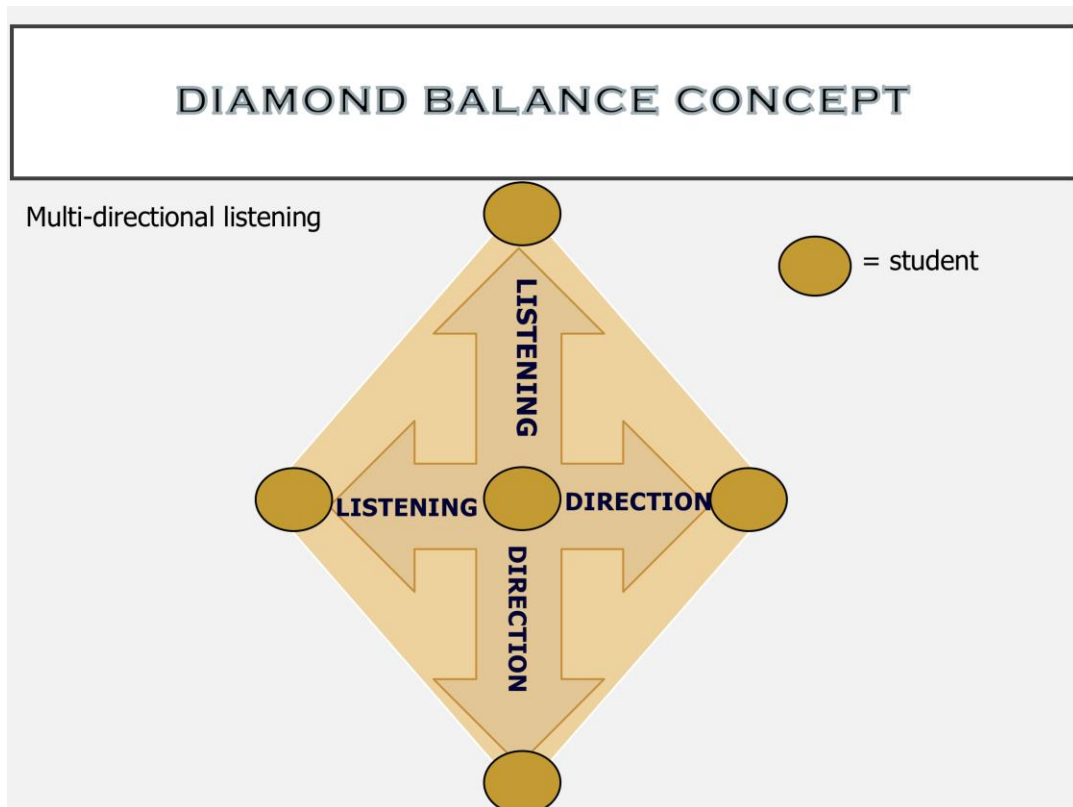 DIAMOND BALANCE CONCEPT
Multi-directional listening
= student
LISTENING
LISTENING
DIRECTION
DIRECTION